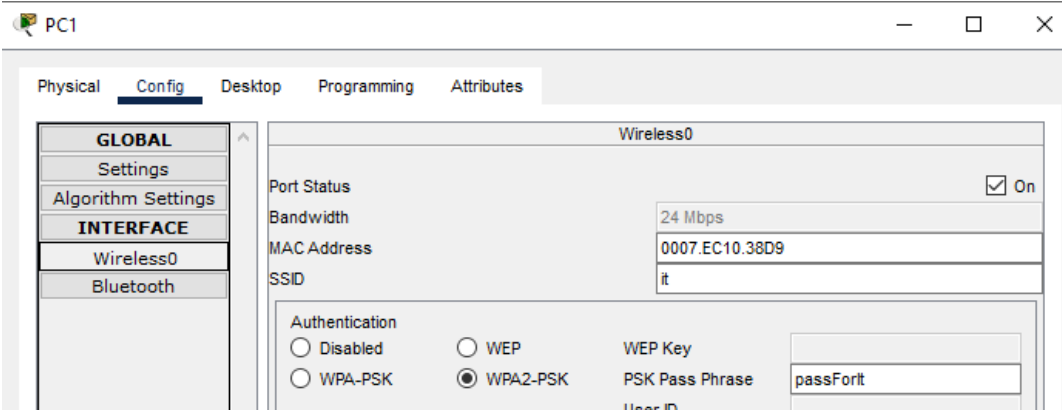 PC1
Physical Config Desktop Programming Attributes
GLOBAL
Settings
Algorithm Settings
INTERFACE
Wireless0
Bluetooth
Wireless0
Port Status On
Bandwidth 24 Mbps
MAC Address 0007.EC10.38D9
SSID it
Authentication
Disabled WEP WEP Key
WPA-PSK WPA2-PSK PSK Pass Phrase passForIt
User ID